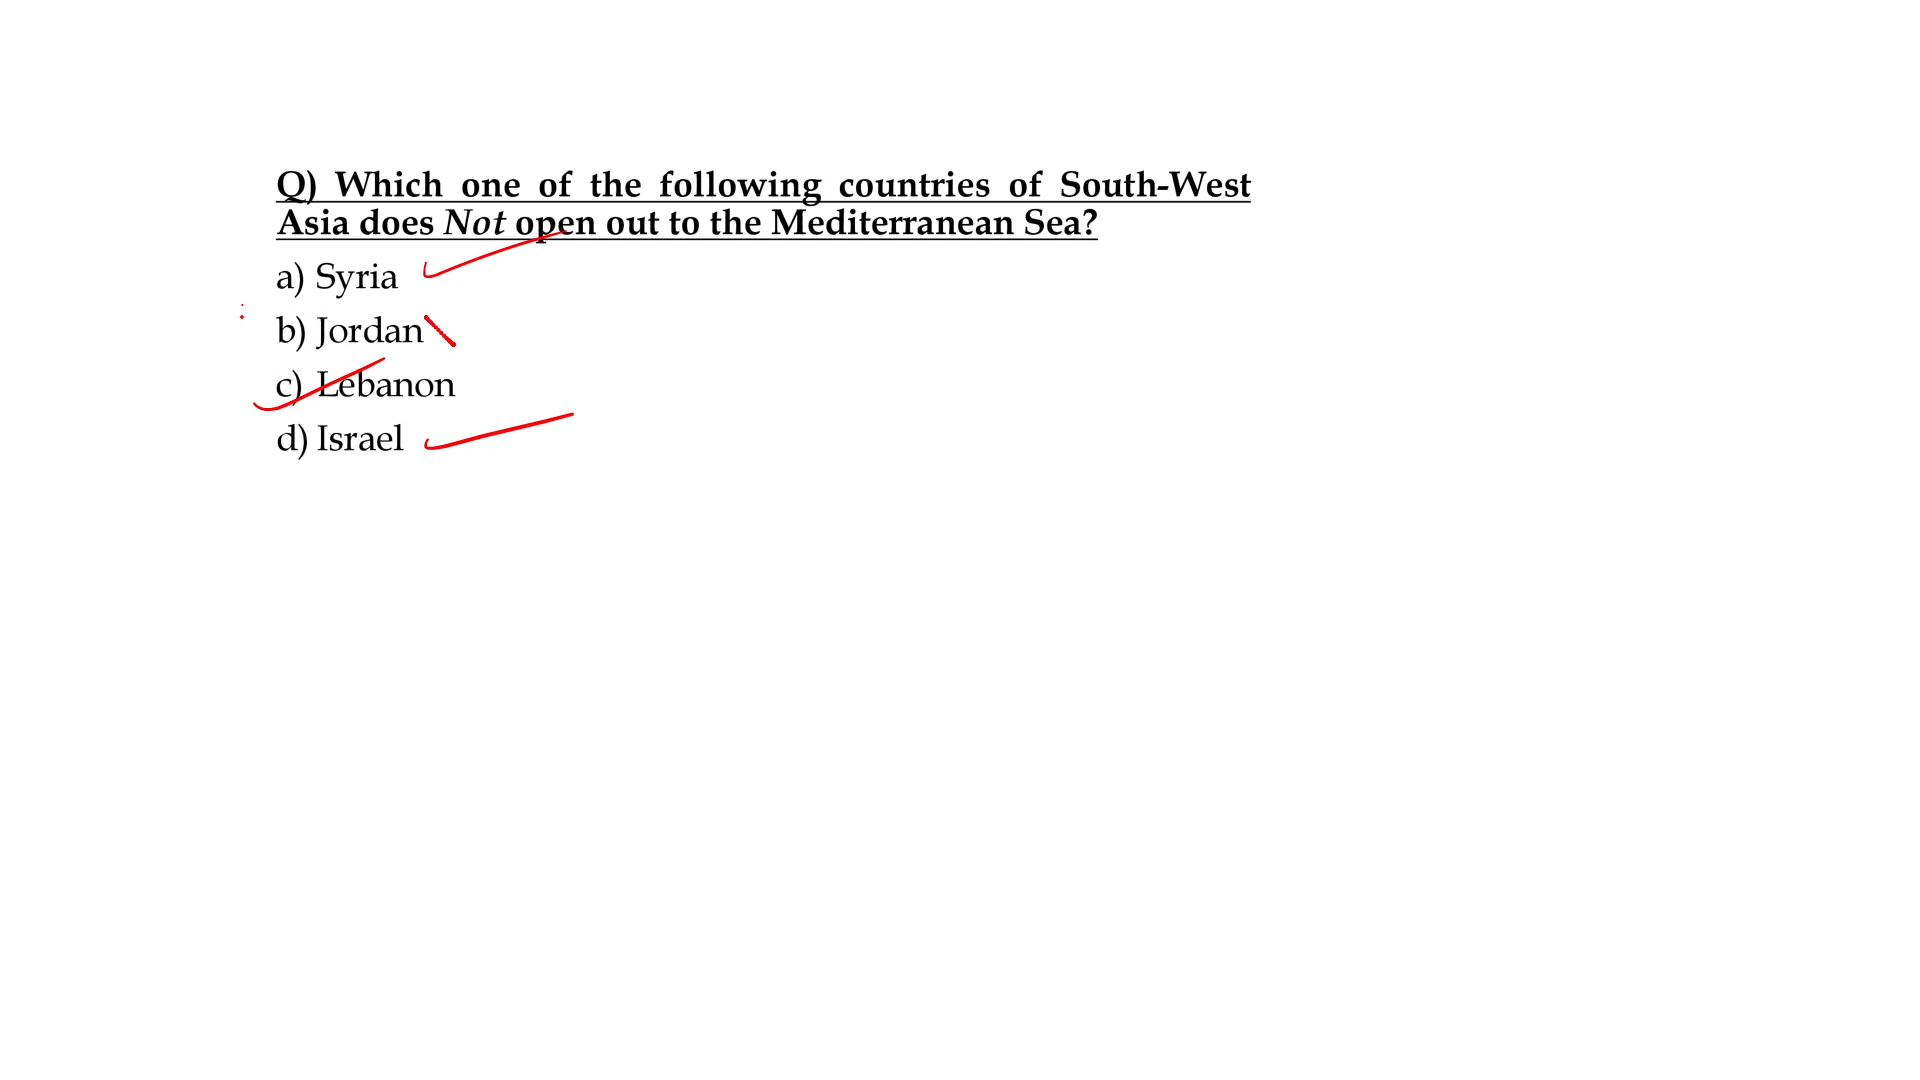 Q) Which one of the following countries of South-West
Asia does Not open out to the Mediterranean Sea?
a) Syria
b) Jordan
c) Lebanon
d) Israel